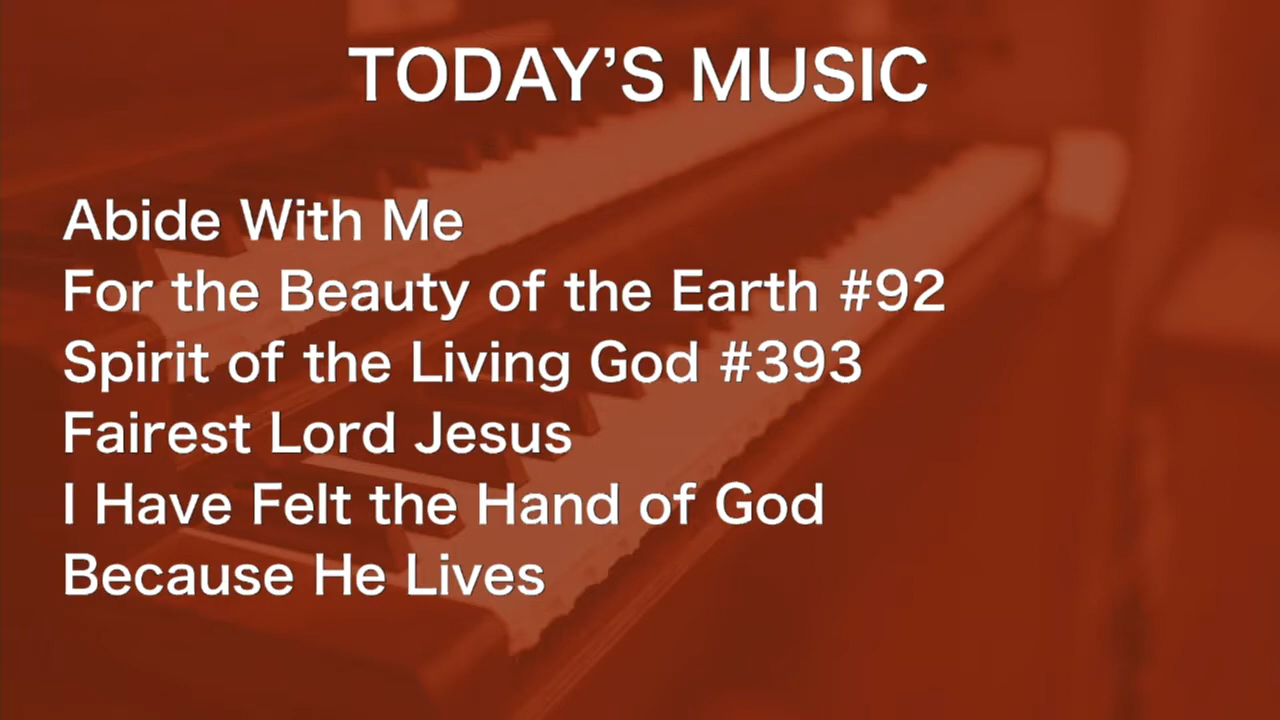 TODAY’S MUSIC
Abide With Me
For the Beauty of the Earth #92
Spirit of the Living God #393
Fairest Lord Jesus
I Have Felt the Hand of God
Because He Lives